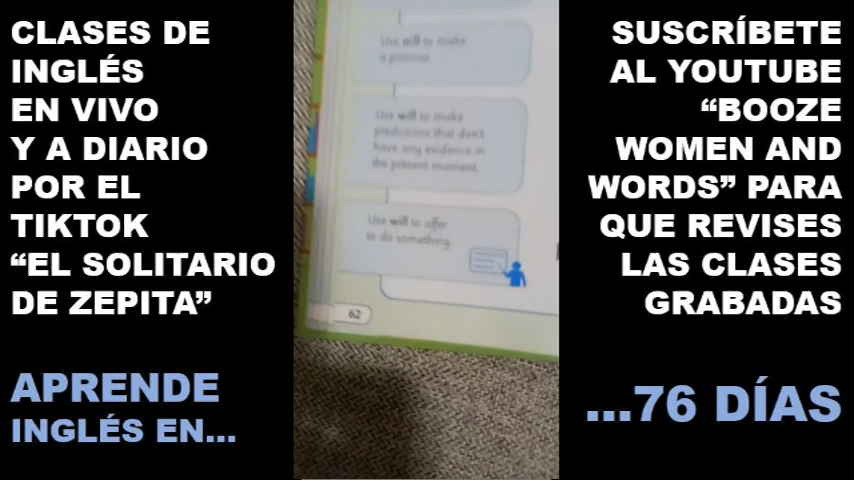 CLASES DE
INGLÉS
EN VIVO
Y A DIARIO
POR EL
TIKTOK
“EL SOLITARIO
DE ZEPITA”
APRENDE
INGLÉS EN...
Use will to make
a promise.
Use will to make
predictions that don't
have any evidence in
the present moment.
Use will to offer
to do something.
62
SUSCRÍBETE
AL YOUTUBE
“BOOZE
WOMEN AND
WORDS” PARA
QUE REVISES
LAS CLASES
GRABADAS
...76 DÍAS